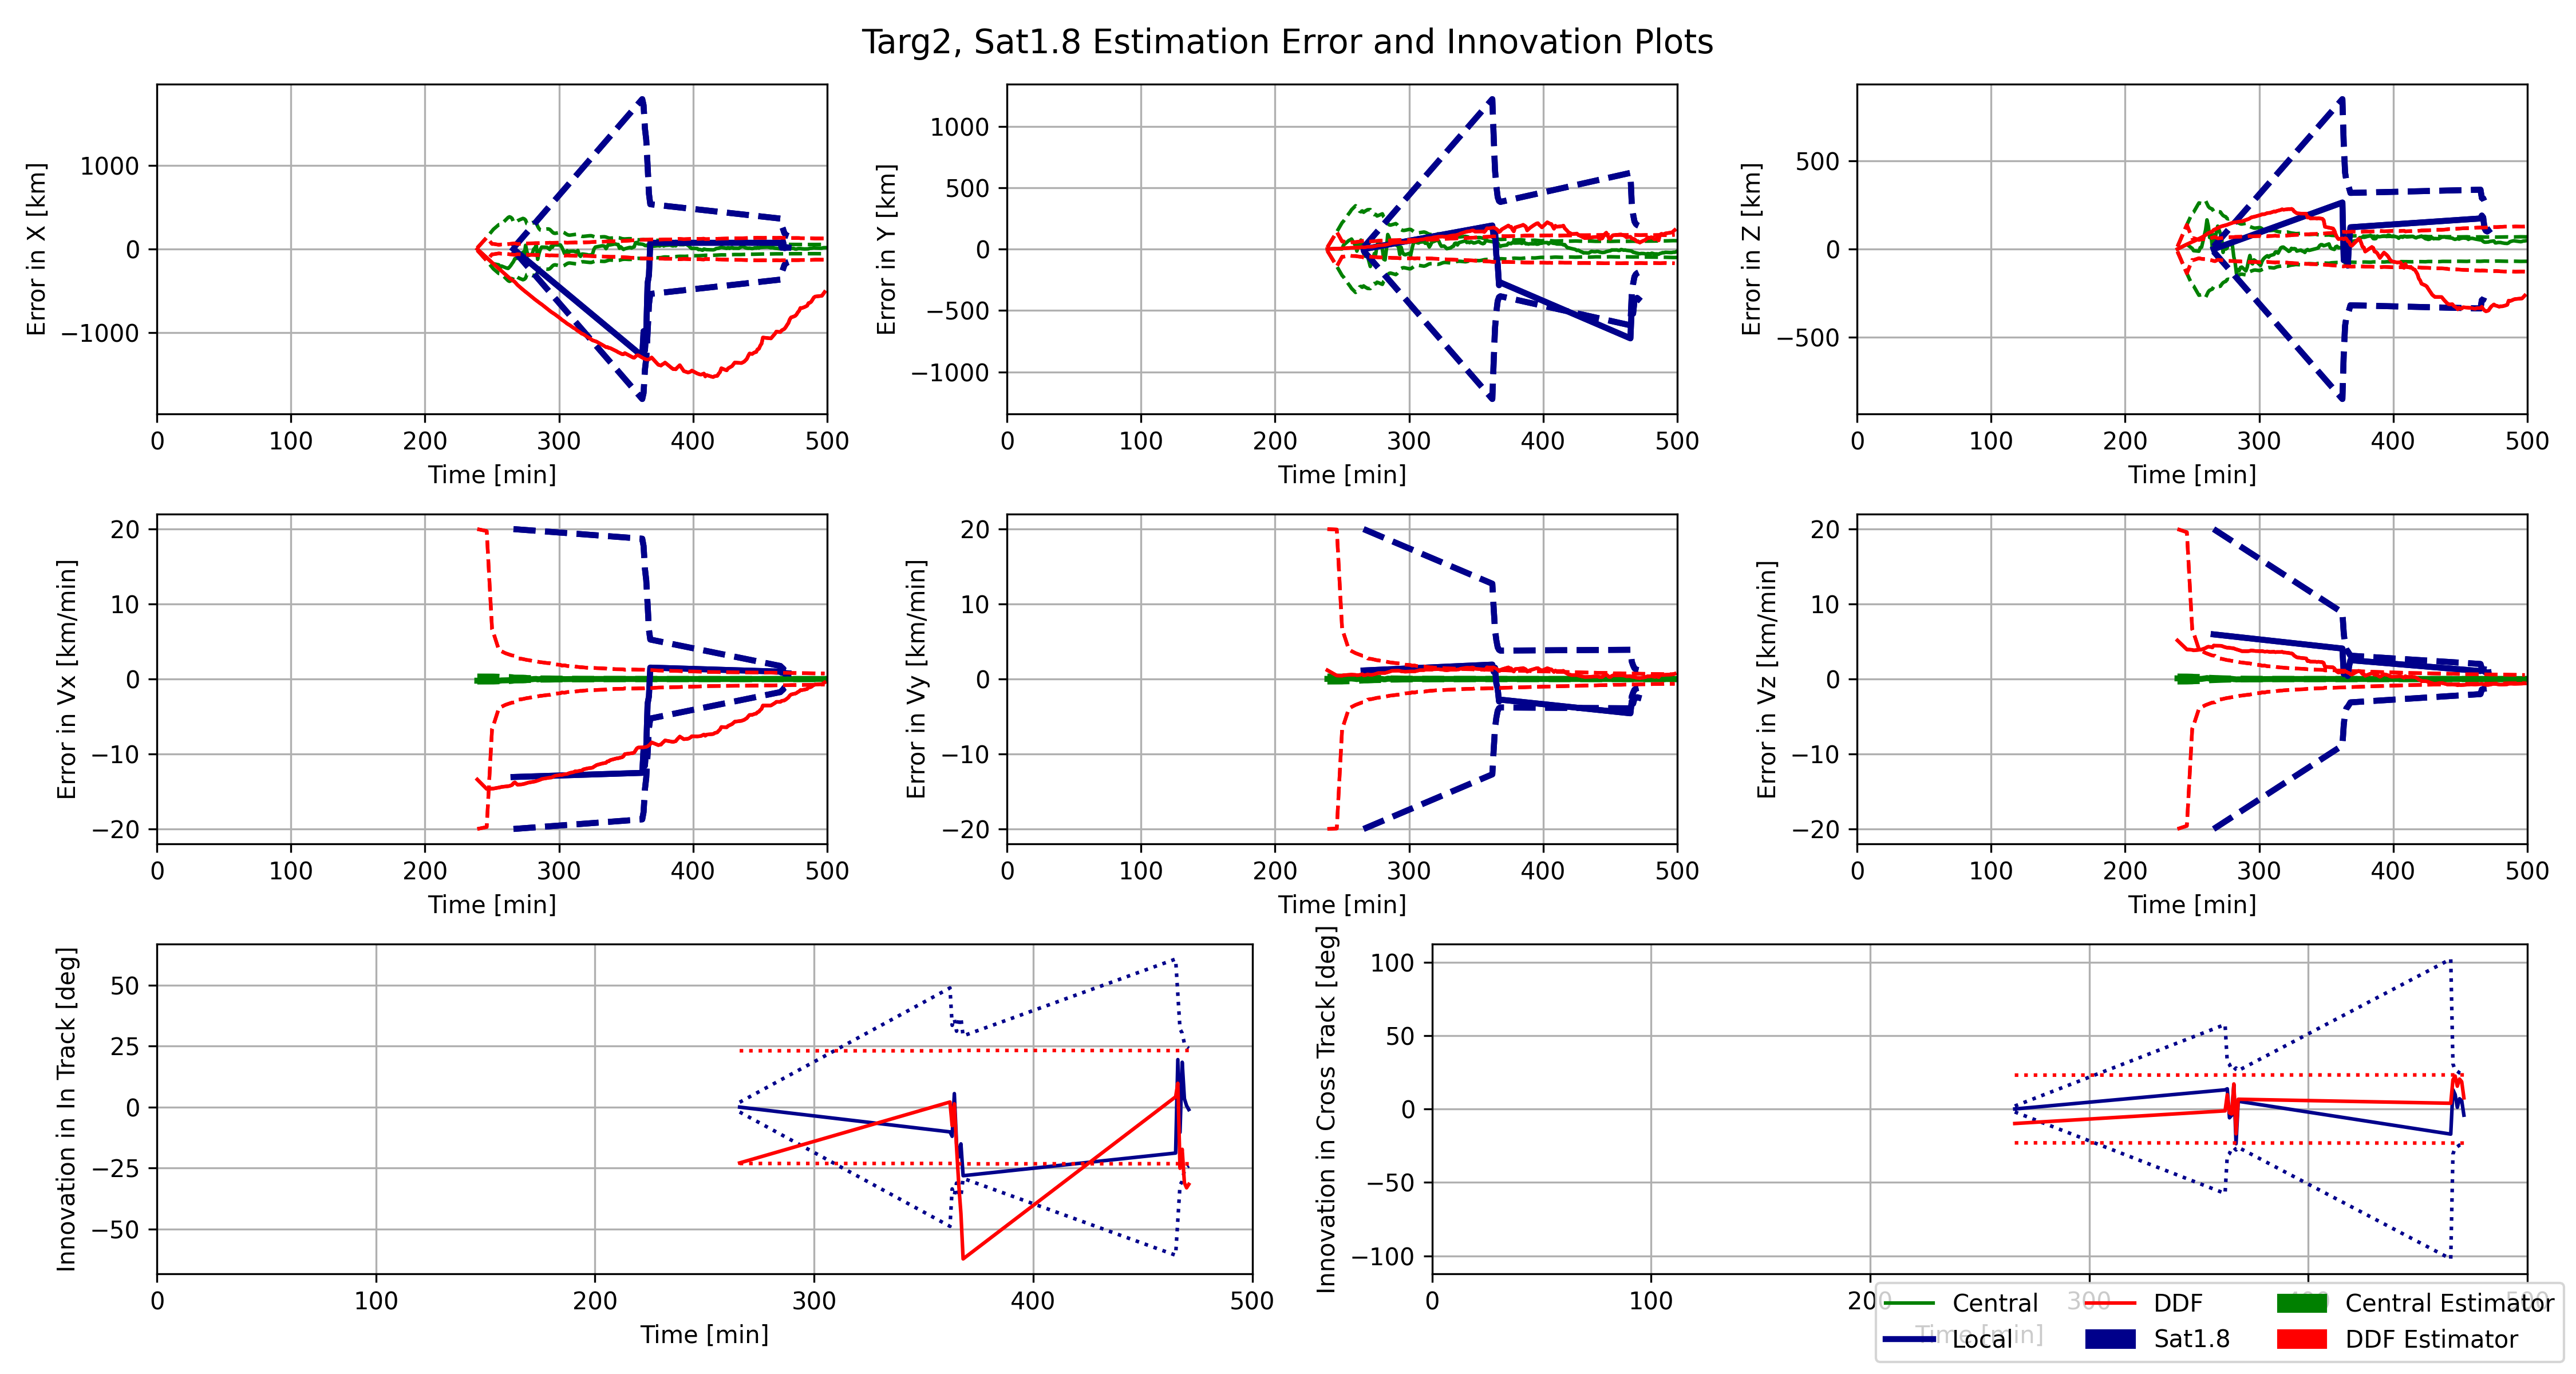 Targ2, Sat1.8 Estimation Error and Innovation Plots
Error in X [km]
1000
0
−1000
0 100 200 300 400 500
Time [min]
Error in Y [km]
1000
500
0
−500
−1000
0 100 200 300 400 500
Time [min]
Error in Z [km]
500
0
−500
0 100 200 300 400 500
Time [min]
Error in Vx [km/min]
20
10
0
−10
−20
0 100 200 300 400 500
Time [min]
Error in Vy [km/min]
20
10
0
−10
−20
0 100 200 300 400 500
Time [min]
Error in Vz [km/min]
20
10
0
−10
−20
0 100 200 300 400 500
Time [min]
Innovation in In Track [deg]
50
25
0
−25
−50
0 100 200 300 400 500
Time [min]
Innovation in Cross Track [deg]
100
50
0
−50
−100
0 100 200 300 400 500
Time [min]
Central DDF Central Estimator
Local Sat1.8 DDF Estimator